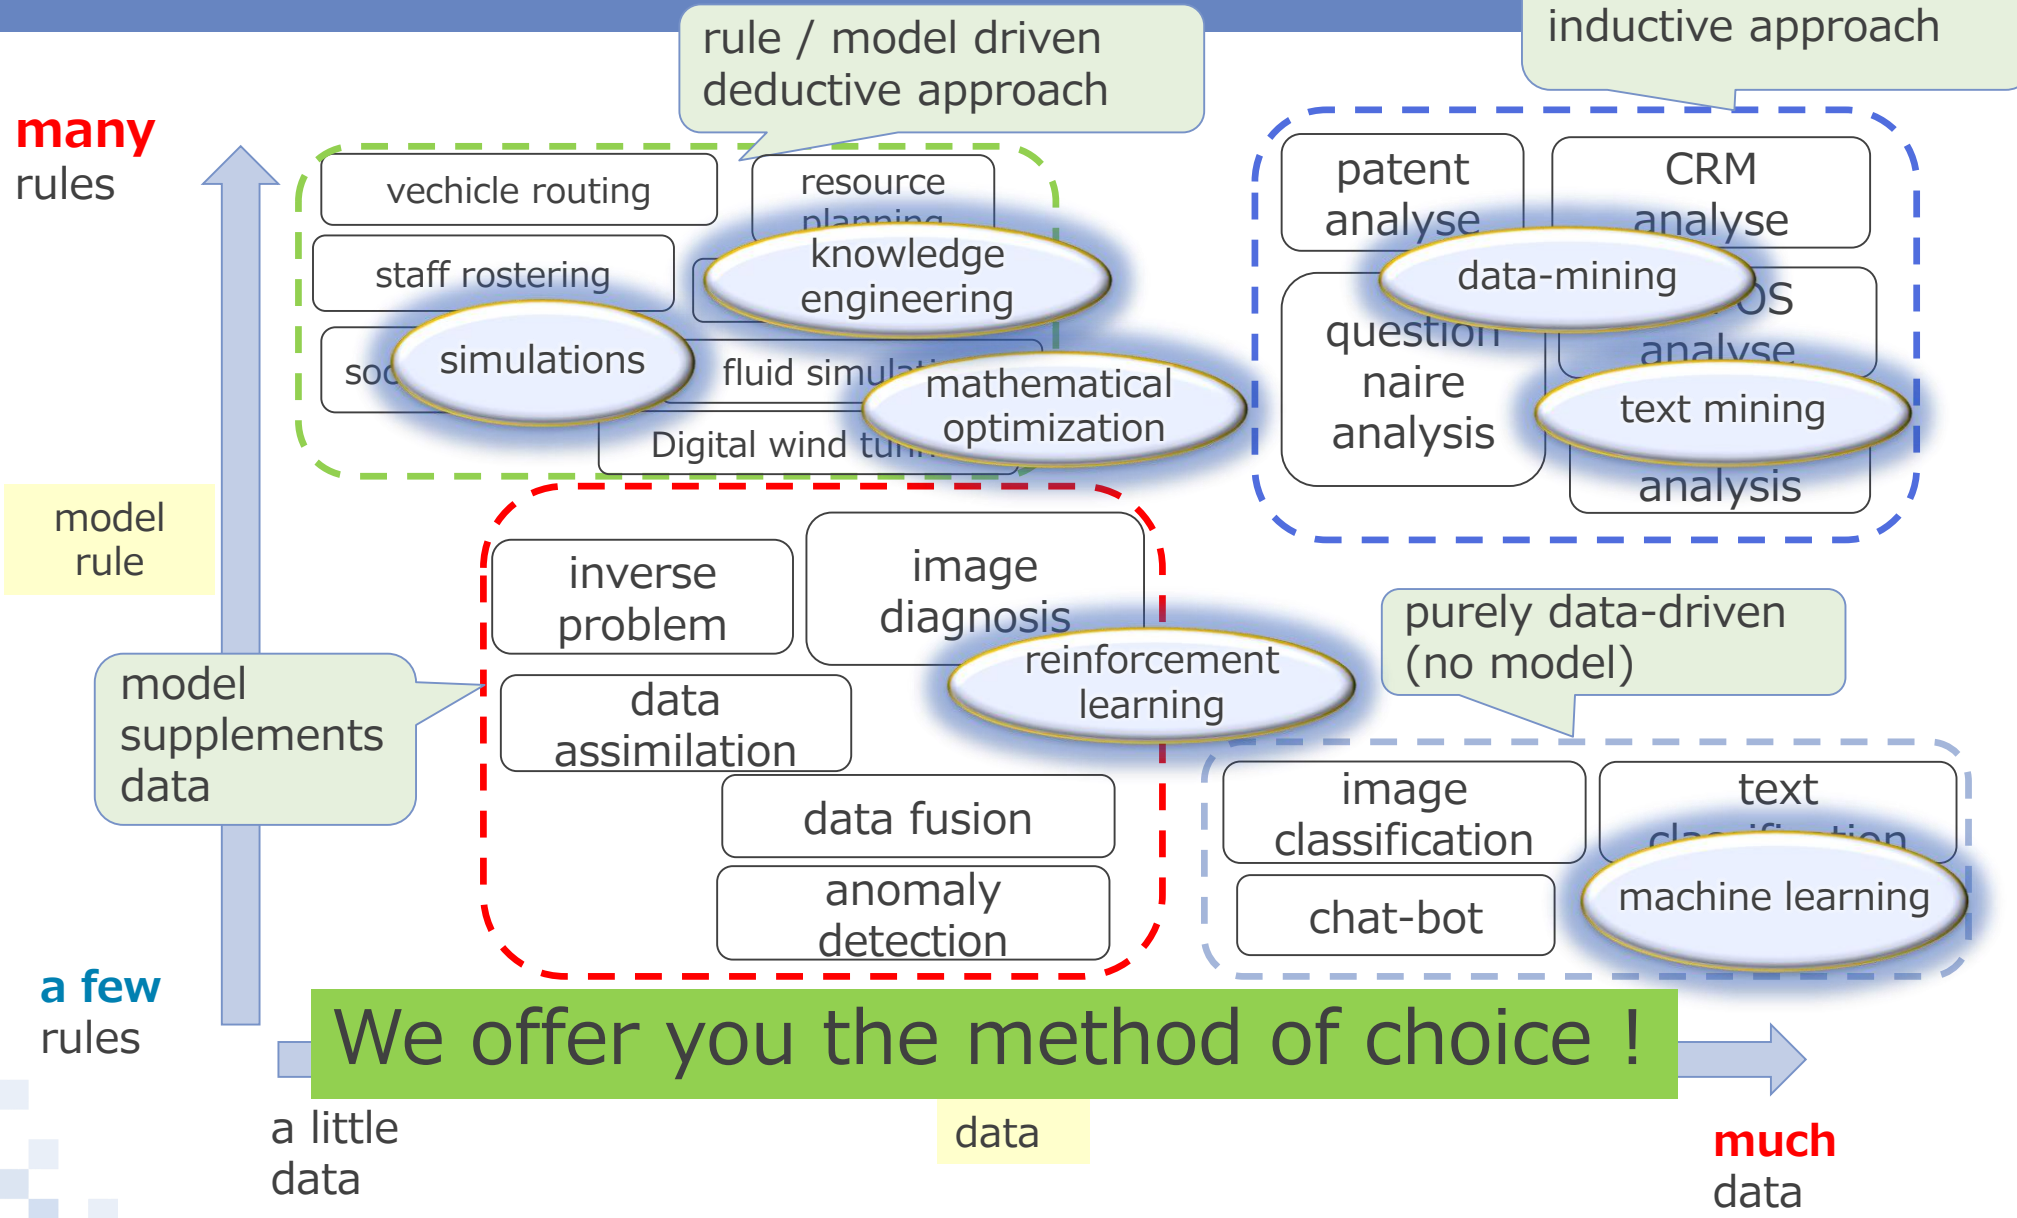 rule / model driven
deductive approach
inductive approach
many
rules
vechicle routing
resource
planning
knowledge
engineering
staff rostering
simulations
fluid
mathematical
optimization
Digital wind
patent
analyse
CRM
analyse
data-mining
question
naire
analysis
analyse
text mining
analysis
model
rule
inverse
problem
image
diagnosis
reinforcement
learning
purely data-driven
(no model)
model
supplements
data
data
assimilation
data fusion
anomaly
detection
image
classification
text
classification
machine learning
chat-bot
a few
rules
We offer you the method of choice !
a little
data
data
much
data